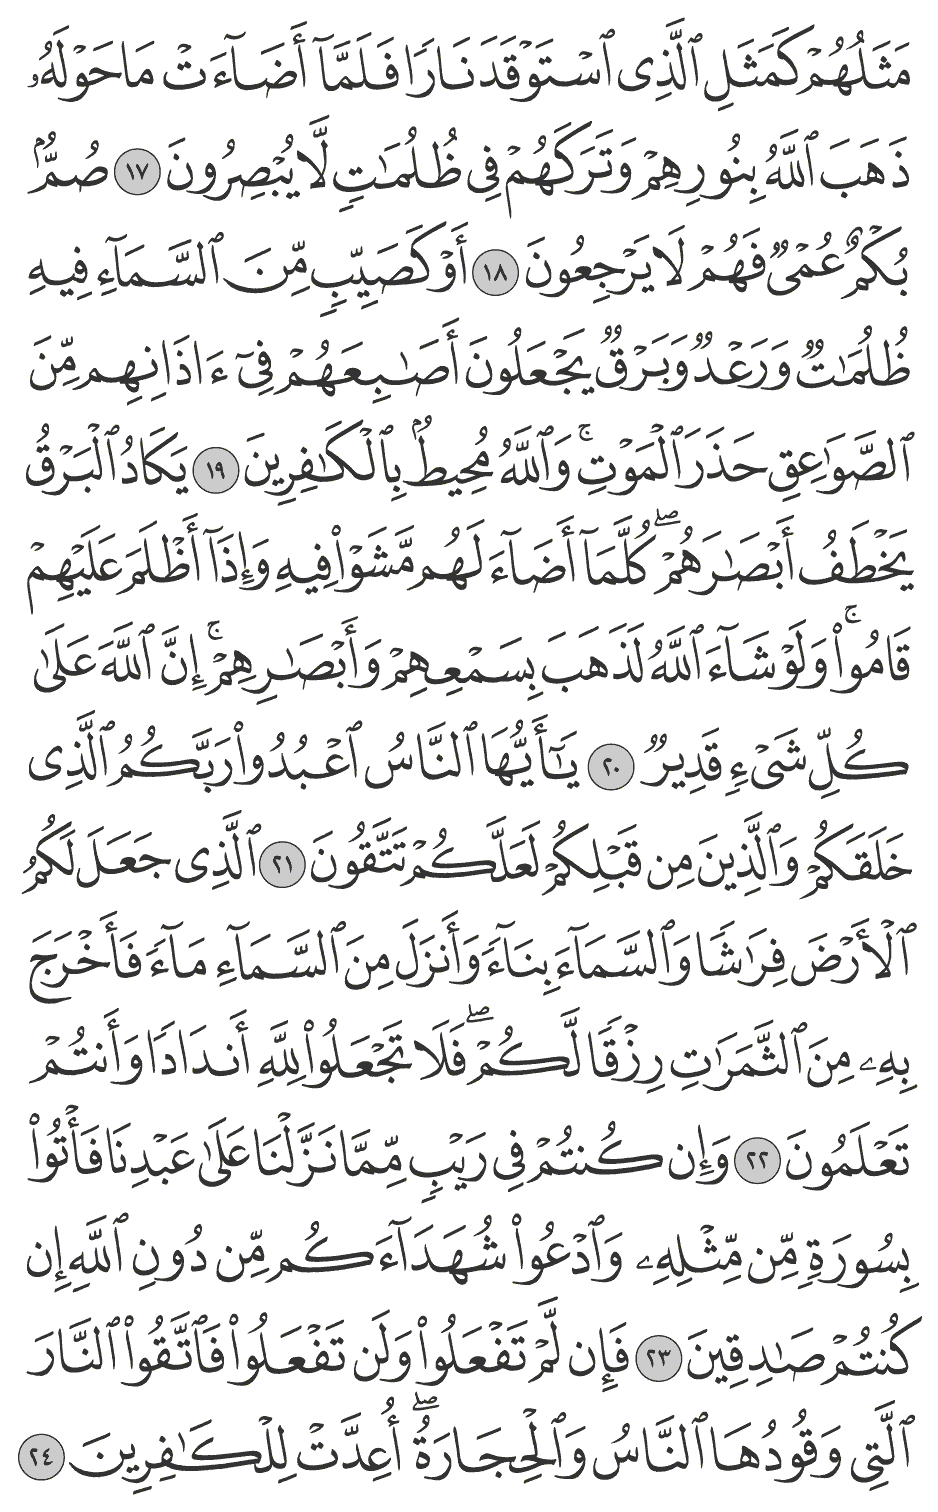 مَثَلُهُمْ كَمَثَلِ ٱلَّذِى ٱسْتَوْقَدَ نَارًۭا فَلَمَّآ أَضَآءَتْ مَا حَوْلَهُۥ
ذَهَبَ ٱللَّهُ بِنُورِهِمْ وَتَرَكَهُمْ فِى ظُلُمَـٰتٍۢ لَّا يُبْصِرُونَ ١٧ صُمٌّۢ
بُكْمٌ عُمْىٌۭ فَهُمْ لَا يَرْجِعُونَ ١٨ أَوْ كَصَيِّبٍۢ مِّنَ ٱلسَّمَآءِ فِيهِ
ظُلُمَـٰتٌۭ وَرَعْدٌۭ وَبَرْقٌۭ يَجْعَلُونَ أَصَـٰبِعَهُمْ فِىٓ ءَاذَانِهِم مِّنَ
ٱلصَّوَٰعِقِ حَذَرَ ٱلْمَوْتِ ۚ وَٱللَّهُ مُحِيطٌۢ بِٱلْكَـٰفِرِينَ ١٩ يَكَادُ ٱلْبَرْقُ
يَخْطَفُ أَبْصَـٰرَهُمْ ۖ كُلَّمَآ أَضَآءَ لَهُم مَّشَوْا۟ فِيهِ وَإِذَآ أَظْلَمَ عَلَيْهِمْ
قَامُوا۟ ۚ وَلَوْ شَآءَ ٱللَّهُ لَذَهَبَ بِسَمْعِهِمْ وَأَبْصَـٰرِهِمْ ۚ إِنَّ ٱللَّهَ عَلَىٰ
كُلِّ شَىْءٍۢ قَدِيرٌۭ ٢٠ يَـٰٓأَيُّهَا ٱلنَّاسُ ٱعْبُدُوا۟ رَبَّكُمُ ٱلَّذِى
خَلَقَكُمْ وَٱلَّذِينَ مِن قَبْلِكُمْ لَعَلَّكُمْ تَتَّقُونَ ٢١ ٱلَّذِى جَعَلَ لَكُمُ
ٱلْأَرْضَ فِرَٰشًۭا وَٱلسَّمَآءَ بِنَآءًۭ وَأَنزَلَ مِنَ ٱلسَّمَآءِ مَآءًۭ فَأَخْرَجَ
بِهِۦ مِنَ ٱلثَّمَرَٰتِ رِزْقًۭا لَّكُمْ ۖ فَلَا تَجْعَلُوا۟ لِلَّهِ أَندَادًۭا وَأَنتُمْ
تَعْلَمُونَ ٢٢ وَإِن كُنتُمْ فِى رَيْبٍۢ مِّمَّا نَزَّلْنَا عَلَىٰ عَبْدِنَا فَأْتُوا۟
بِسُورَةٍۢ مِّن مِّثْلِهِۦ وَٱدْعُوا۟ شُهَدَآءَكُم مِّن دُونِ ٱللَّهِ إِن
كُنتُمْ صَـٰدِقِينَ ٢٣ فَإِن لَّمْ تَفْعَلُوا۟ وَلَن تَفْعَلُوا۟ فَٱتَّقُوا۟ ٱلنَّارَ
ٱلَّتِى وَقُودُهَا ٱلنَّاسُ وَٱلْحِجَارَةُ ۖ أُعِدَّتْ لِلْكَـٰفِرِينَ ٢٤